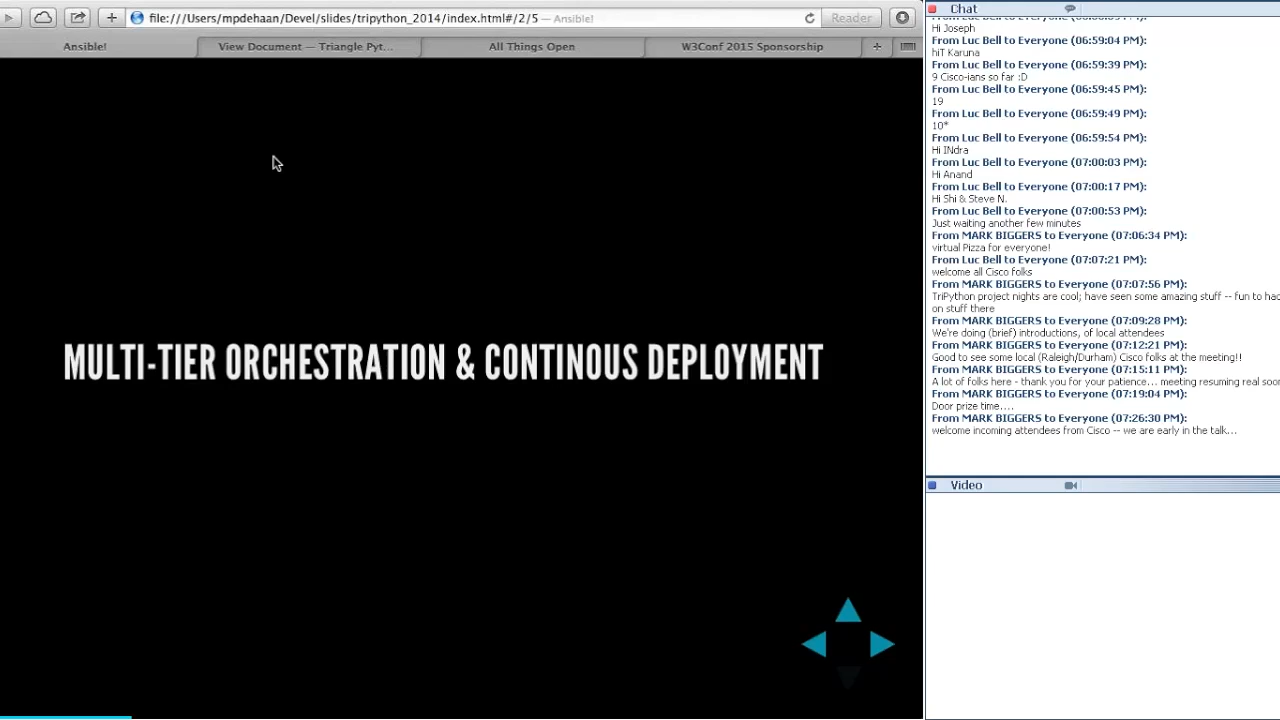 file:///Users/mpdehaan/Devel/slides/tripython_2014/index.html#/2/5 — Ansible!
Reader
Ansible!
View Document — Triangle Pyt...
All Things Open
W3Conf 2015 Sponsorship
MULTI-TIER ORCHESTRATION & CONTINOUS DEPLOYMENT
Chat
Hi Joseph
From Luc Bell to Everyone (06:59:04 PM):
hiT Karuna
From Luc Bell to Everyone (06:59:39 PM):
9 Cisco-ians so far :D
From Luc Bell to Everyone (06:59:45 PM):
19
From Luc Bell to Everyone (06:59:49 PM):
10*
From Luc Bell to Everyone (06:59:54 PM):
Hi INdra
From Luc Bell to Everyone (07:00:03 PM):
Hi Anand
From Luc Bell to Everyone (07:00:17 PM):
Hi Shi & Steve N.
From Luc Bell to Everyone (07:00:53 PM):
Just waiting another few minutes
From MARK BIGGERS to Everyone (07:06:34 PM):
virtual Pizza for everyone!
From Luc Bell to Everyone (07:07:21 PM):
welcome all Cisco folks
From MARK BIGGERS to Everyone (07:07:56 PM):
TriPython project nights are cool; have seen some amazing stuff -- fun to hac
on stuff there
From MARK BIGGERS to Everyone (07:09:28 PM):
We're doing (brief) introductions, of local attendees
From MARK BIGGERS to Everyone (07:12:21 PM):
Good to see some local (Raleigh/Durham) Cisco folks at the meeting!!
From MARK BIGGERS to Everyone (07:15:11 PM):
A lot of folks here - thank you for your patience... meeting resuming real soon
From MARK BIGGERS to Everyone (07:19:04 PM):
Door prize time....
From MARK BIGGERS to Everyone (07:26:30 PM):
welcome incoming attendees from Cisco -- we are early in the talk...
Video